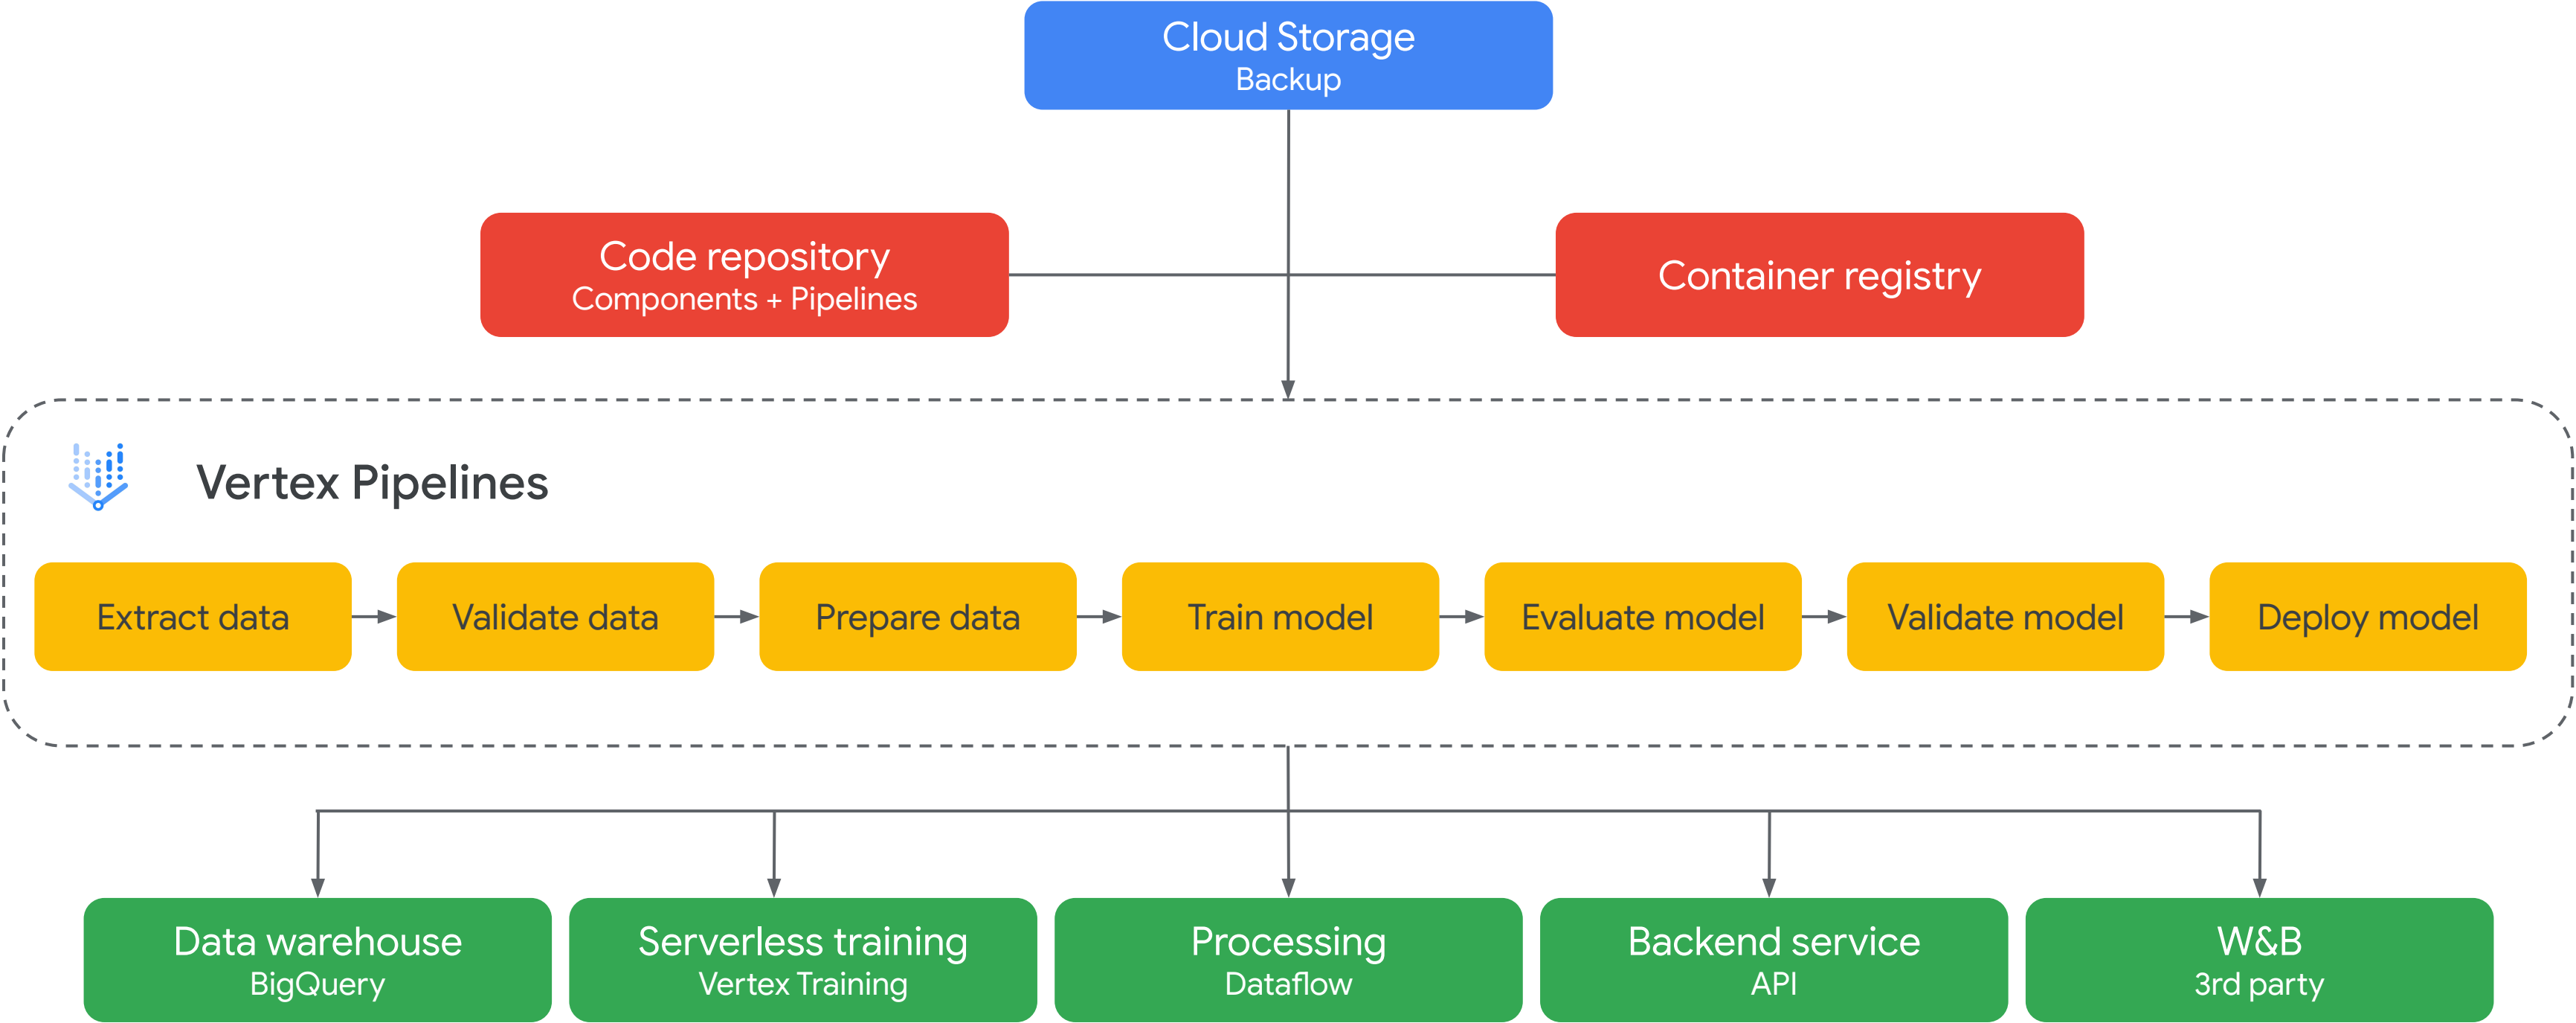 Cloud Storage
Backup
Code repository
Components + Pipelines
Container registry
Vertex Pipelines
Extract data
Validate data
Prepare data
Train model
Evaluate model
Validate model
Deploy model
Data warehouse
BigQuery
Serverless training
Vertex Training
Processing
Dataflow
Backend service
API
W&B
3rd party